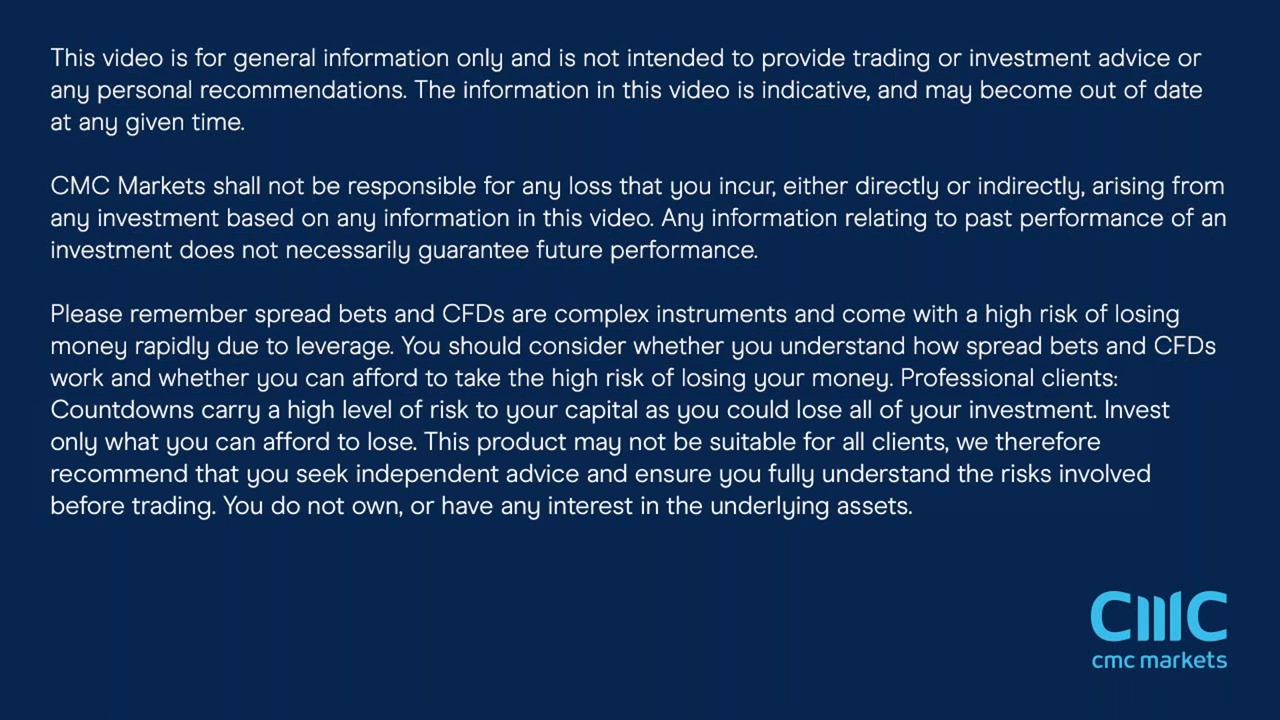 This video is for general information only and is not intended to provide trading or investment advice or
any personal recommendations. The information in this video is indicative, and may become out of date
at any given time.
CMC Markets shall not be responsible for any loss that you incur, either directly or indirectly, arising from
any investment based on any information in this video. Any information relating to past performance of an
investment does not necessarily guarantee future performance.
Please remember spread bets and CFDs are complex instruments and come with a high risk of losing
money rapidly due to leverage. You should consider whether you understand how spread bets and CFDs
work and whether you can afford to take the high risk of losing your money. Professional clients:
Countdowns carry a high level of risk to your capital as you could lose all of your investment. Invest
only what you can afford to lose. This product may not be suitable for all clients, we therefore
recommend that you seek independent advice and ensure you fully understand the risks involved
before trading. You do not own, or have any interest in the underlying assets.
CMC
cmc markets